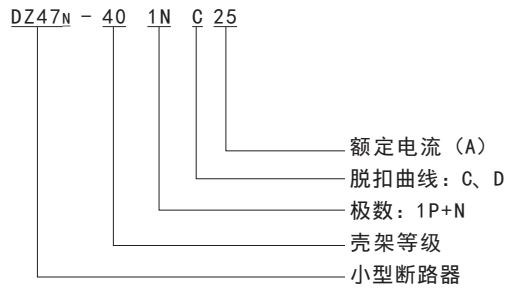 DZ47N - 40 1N C 25
额定电流（A）
脱扣曲线：C、D
极数：1P+N
壳架等级
小型断路器